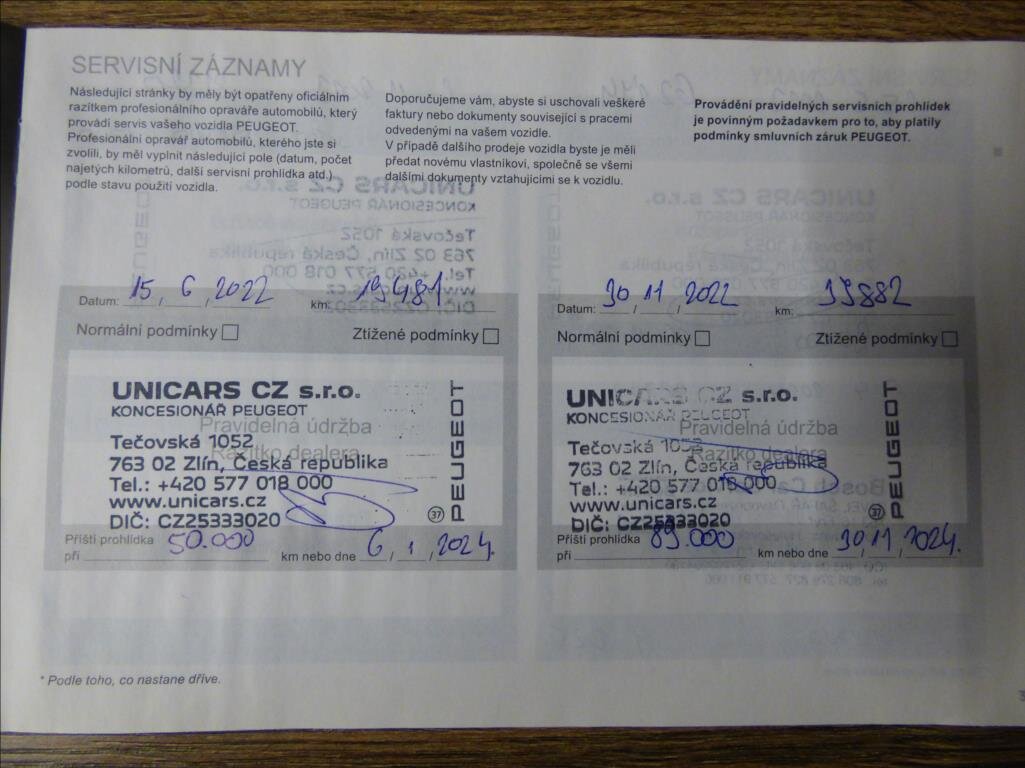 SERVISNÍ ZÁZNAMY
Následující stránky by měly být opatřeny oficiálním
razítkem profesionálního opraváře automobilů, který
provádí servis vašeho vozidla PEUGEOT.
Profesionální opravář automobilů, kterého jste si
zvolili, by měl vyplnit následující pole (datum, počet
najetých kilometrů, další servisní prohlídka atd.)
podle stavu použití vozidla.
Doporučujeme vám, abyste si uschovali veškeré
faktury nebo dokumenty související s pracemi
odvedenými na vašem vozidle.
V případě dalšího prodeje vozidla byste je měli
předat novému vlastníkovi, společně se všemi
dalšími dokumenty vztahujícími se k vozidlu.
Provádění pravidelných servisních prohlídek
je povinným požadavkem pro to, aby platily
podmínky smluvních záruk PEUGEOT.
Datum: 15, 6, 2022 km: 19481
Normální podmínky Ztížené podmínky
UNICARS CZ s.r.o.
KONCESIONÁŘ PEUGEOT
Pravidelná údržba
Tečovská 1052
Razítko dealera
763 02 Zlín, Česká republika
Tel.: +420 577 018 000
www.unicars.cz
DIČ: CZ25333020
PEUGEOT
37
Příští prohlídka
při 50.000 km nebo dne 6 / 1 / 2024.
Datum: 30 / 11 / 2022 km: 39882
Normální podmínky Ztížené podmínky
UNICARS CZ s.r.o.
KONCESIONÁŘ PEUGEOT
Pravidelná údržba
Tečovská 1052
Razítko dealera
763 02 Zlín, Česká republika
Tel.: +420 577 018 000
www.unicars.cz
DIČ: CZ25333020
PEUGEOT
37
Příští prohlídka
při 89.000 km nebo dne 30 / 11 / 2024.
* Podle toho, co nastane dříve.